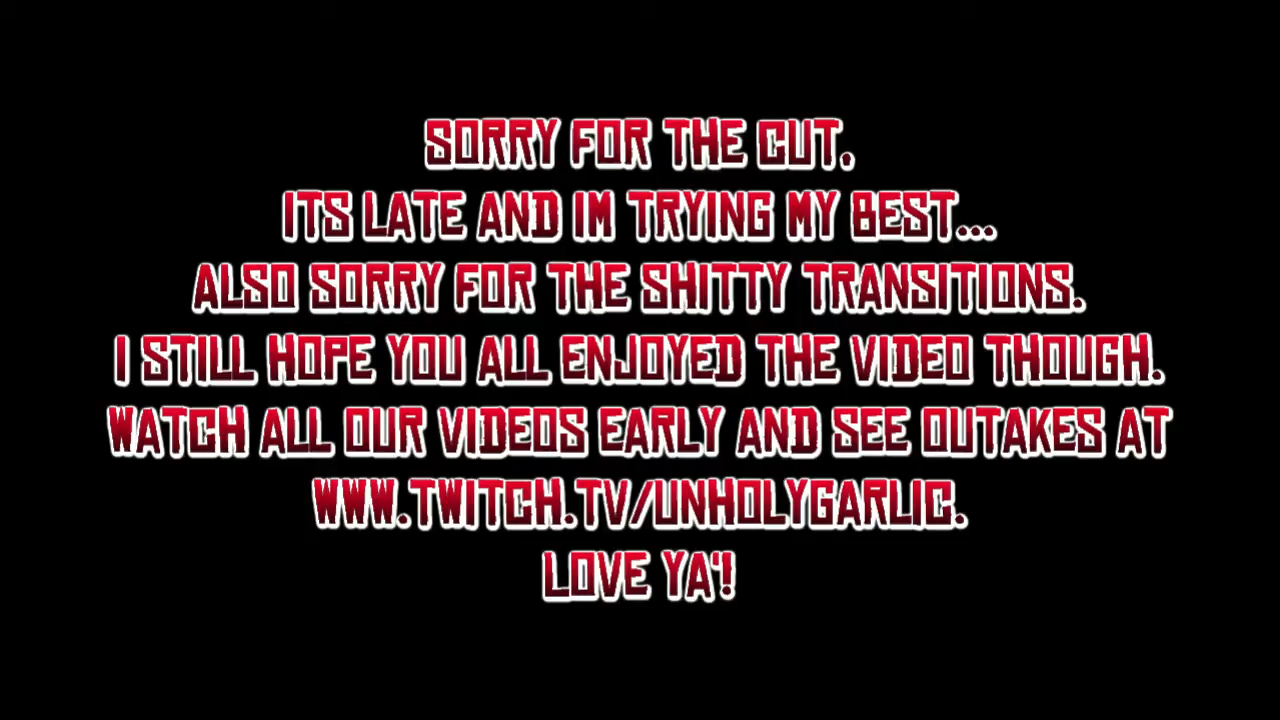 SORRY FOR THE CUT.
ITS LATE AND IM TRYING MY BEST...
ALSO SORRY FOR THE SHITTY TRANSITIONS.
I STILL HOPE YOU ALL ENJOYED THE VIDEO THOUGH.
WATCH ALL OUR VIDEOS EARLY AND SEE OUTAKES AT
WWW.TWITCH.TV/UNHOLYGARLIC.
LOVE YA'!